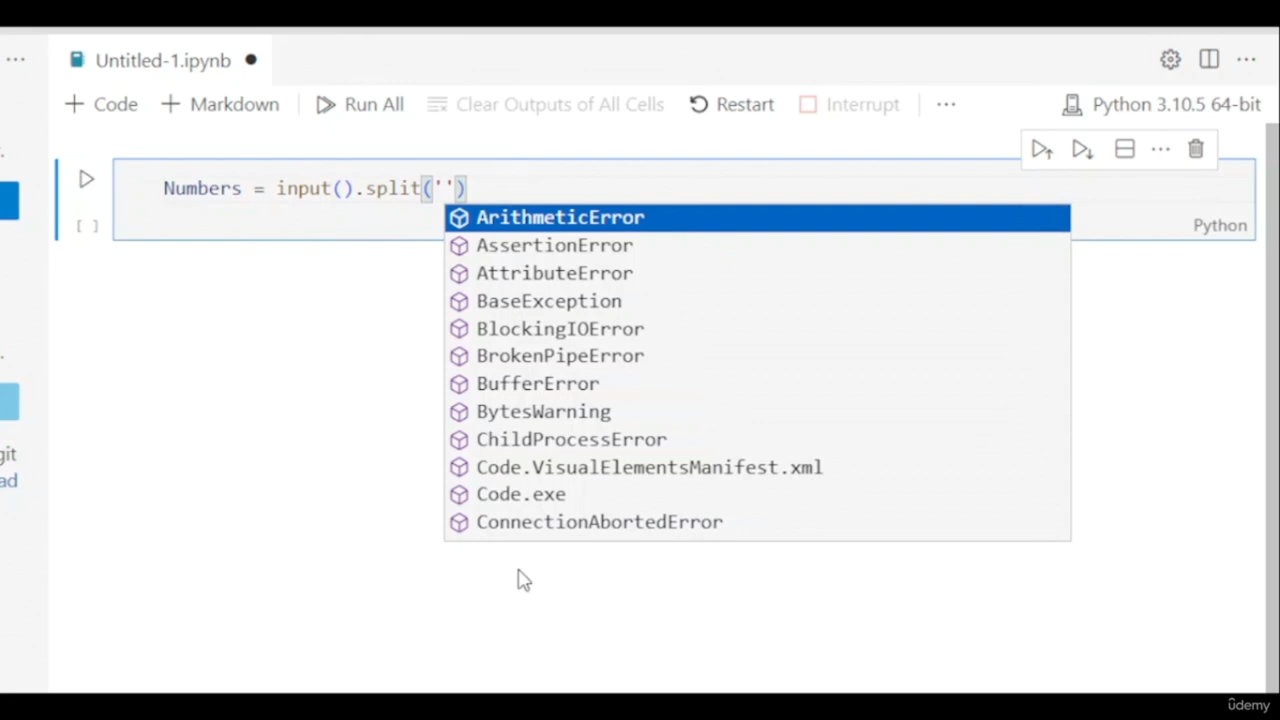 Untitled-1.ipynb
Code Markdown Run All Clear Outputs of All Cells Restart Interrupt ... Python 3.10.5 64-bit
Numbers = input().split('')
[ ]
Python
ArithmeticError
AssertionError
AttributeError
BaseException
BlockingIOError
BrokenPipeError
BufferError
BytesWarning
ChildProcessError
Code.VisualElementsManifest.xml
Code.exe
ConnectionAbortedError
git
ad
ûdemy